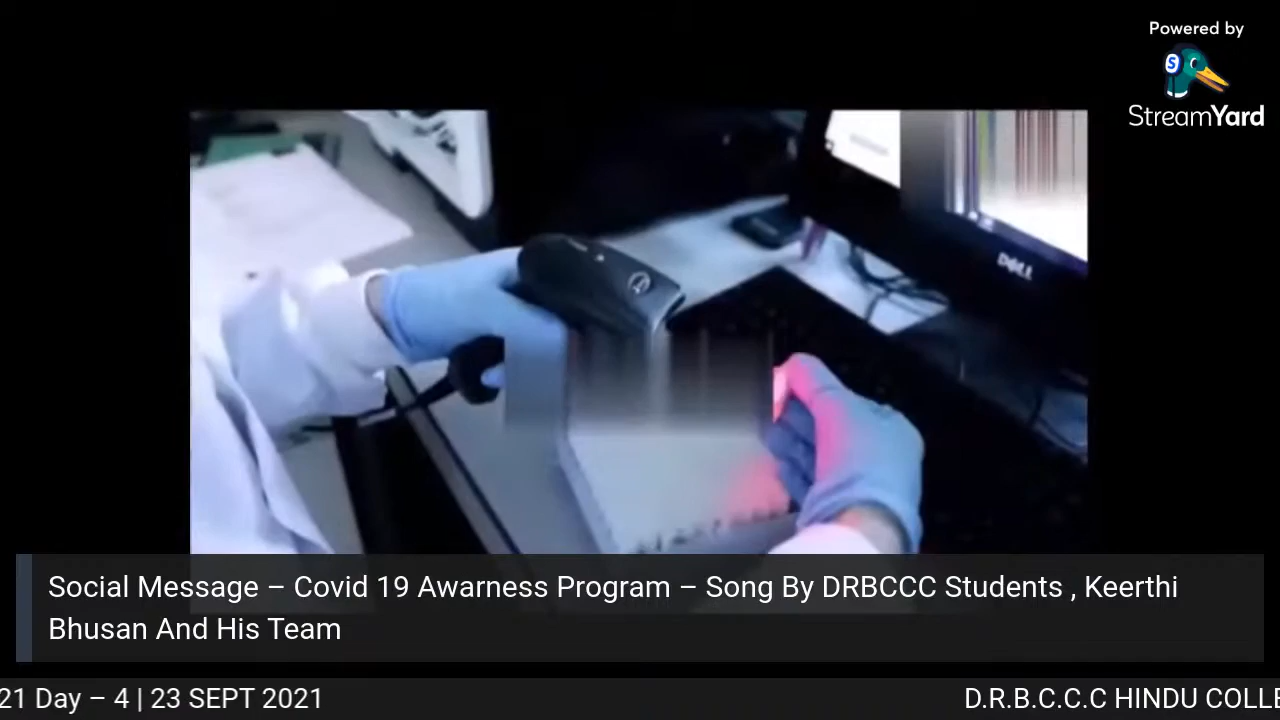 Powered by
S
StreamYard
DELL
Social Message – Covid 19 Awarness Program – Song By DRBCCC Students , Keerthi
Bhusan And His Team
21 Day – 4 | 23 SEPT 2021
D.R.B.C.C.C HINDU COLLE